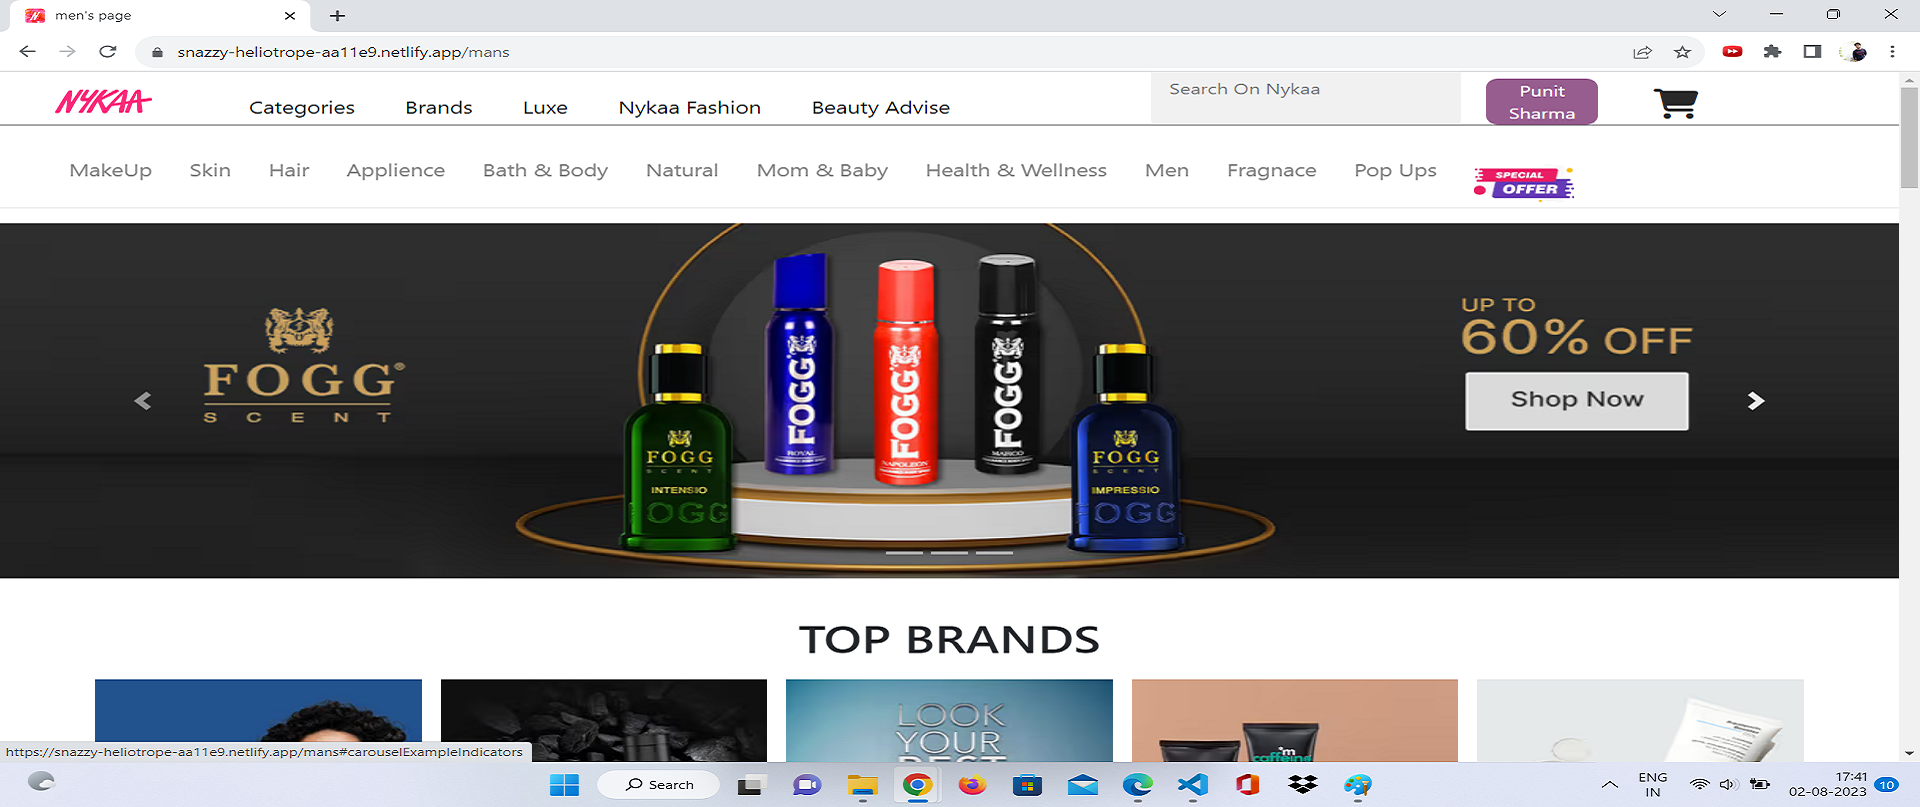 men's page
snazzy-heliotrope-aa11e9.netlify.app/mans
NYKAA
Categories Brands Luxe Nykaa Fashion Beauty Advise
Search On Nykaa
Punit
Sharma
MakeUp Skin Hair Applience Bath & Body Natural Mom & Baby Health & Wellness Men Fragnace Pop Ups
SPECIAL
OFFER
FOGG®
SCENT
FOGG
ROYAL
FOGG
NAPOLEON
FOGG
MARCO
FOGG
SCENT
INTENSIO
FOGG
FOGG
SCENT
IMPRESSIO
FOGG
UP TO
60% OFF
Shop Now
TOP BRANDS
LOOK
YOUR
BEST
I'm
caffeine
https://snazzy-heliotrope-aa11e9.netlify.app/mans#carouselExampleIndicators
Search
ENG
IN
17:41
02-08-2023
10